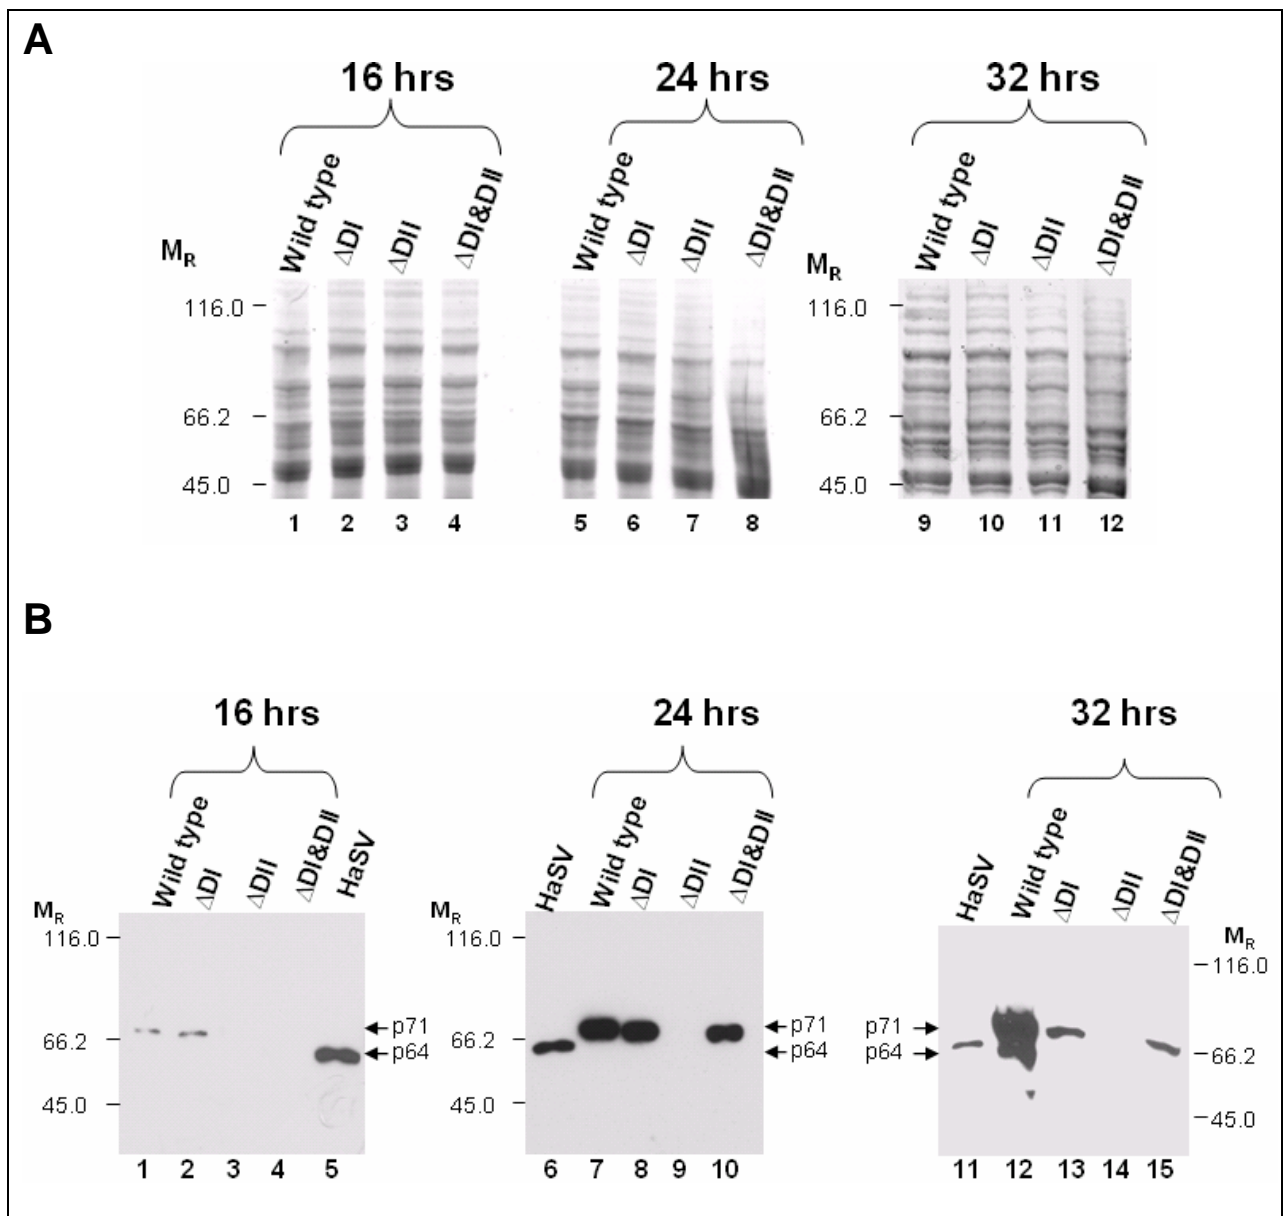 A
16 hrs 24 hrs 32 hrs
Wild type ΔDI ΔDII ΔDI&DII Wild type ΔDI ΔDII ΔDI&DII Wild type ΔDI ΔDII ΔDI&DII
MR MR
116.0 116.0
66.2 66.2
45.0 45.0
1 2 3 4 5 6 7 8 9 10 11 12
B
16 hrs 24 hrs 32 hrs
Wild type ΔDI ΔDII ΔDI&DII HaSV HaSV Wild type ΔDI ΔDII ΔDI&DII HaSV Wild type ΔDI ΔDII ΔDI&DII
MR MR MR
116.0 116.0 116.0
p71 p71 p71
66.2 66.2 66.2
p64 p64 p64
45.0 45.0 45.0
1 2 3 4 5 6 7 8 9 10 11 12 13 14 15